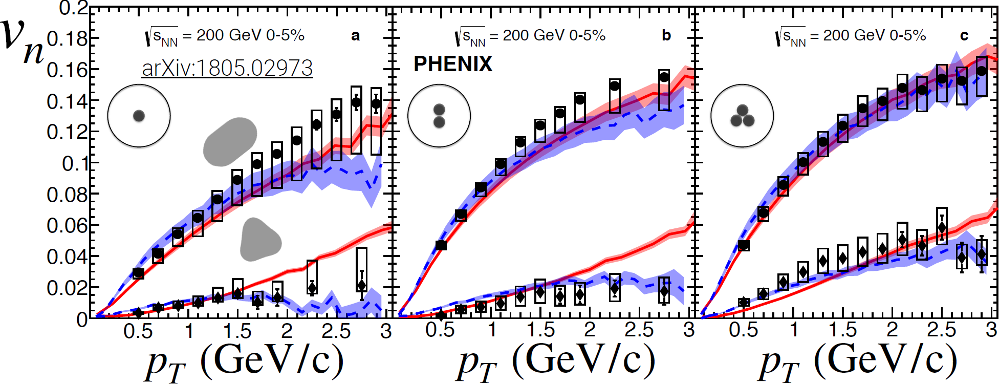 v_n
0.2
0.18
0.16
0.14
0.12
0.1
0.08
0.06
0.04
0.02
0
√s_NN = 200 GeV 0-5% a
arXiv:1805.02973
0.5 1 1.5 2 2.5 3
p_T (GeV/c)
√s_NN = 200 GeV 0-5% b
PHENIX
0.5 1 1.5 2 2.5 3
p_T (GeV/c)
√s_NN = 200 GeV 0-5% c
0.5 1 1.5 2 2.5 3
p_T (GeV/c)